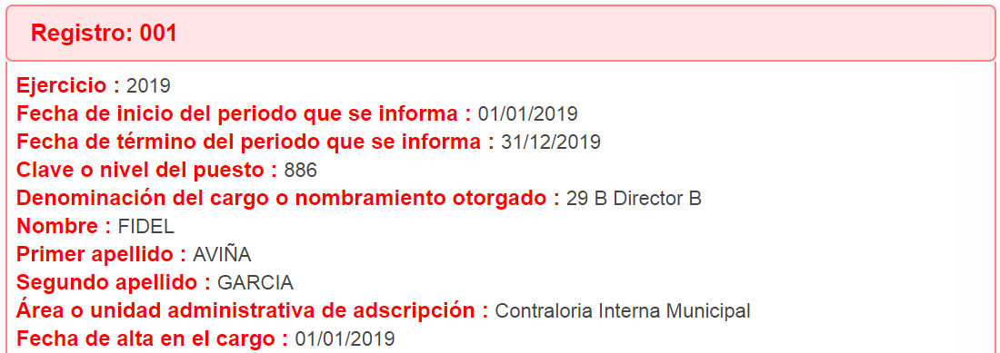 Registro: 001
Ejercicio : 2019
Fecha de inicio del periodo que se informa : 01/01/2019
Fecha de término del periodo que se informa : 31/12/2019
Clave o nivel del puesto : 886
Denominación del cargo o nombramiento otorgado : 29 B Director B
Nombre : FIDEL
Primer apellido : AVIÑA
Segundo apellido : GARCIA
Área o unidad administrativa de adscripción : Contraloria Interna Municipal
Fecha de alta en el cargo : 01/01/2019